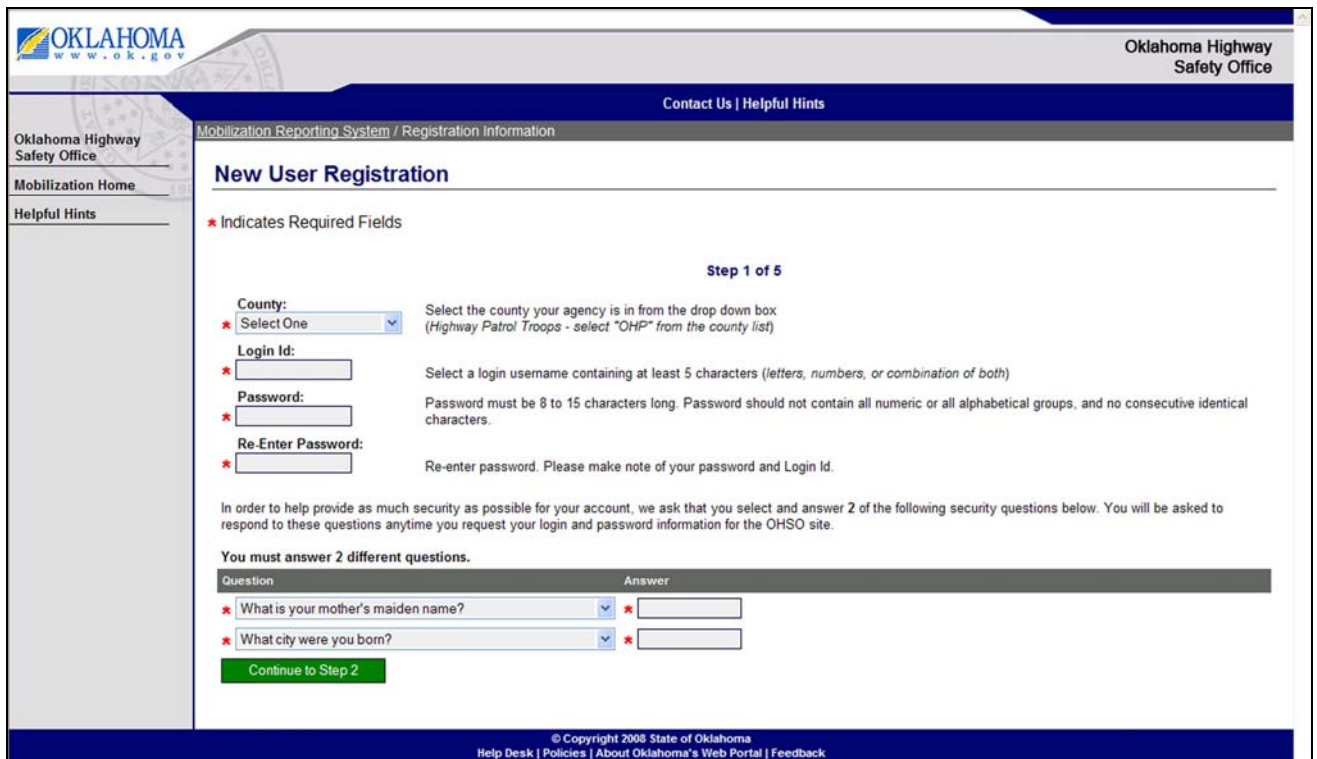 OKLAHOMA
www.ok.gov
Oklahoma Highway
Safety Office
Contact Us | Helpful Hints
Oklahoma Highway
Safety Office
Mobilization Home
Helpful Hints
Mobilization Reporting System / Registration Information
New User Registration
* Indicates Required Fields
Step 1 of 5
County:
* Select One
Select the county your agency is in from the drop down box
(Highway Patrol Troops - select "OHP" from the county list)
Login Id:
*
Select a login username containing at least 5 characters (letters, numbers, or combination of both)
Password:
*
Password must be 8 to 15 characters long. Password should not contain all numeric or all alphabetical groups, and no consecutive identical
characters.
Re-Enter Password:
*
Re-enter password. Please make note of your password and Login Id.
In order to help provide as much security as possible for your account, we ask that you select and answer 2 of the following security questions below. You will be asked to
respond to these questions anytime you request your login and password information for the OHSO site.
You must answer 2 different questions.
Question Answer
* What is your mother's maiden name? *
* What city were you born? *
Continue to Step 2
© Copyright 2008 State of Oklahoma
Help Desk | Policies | About Oklahoma's Web Portal | Feedback